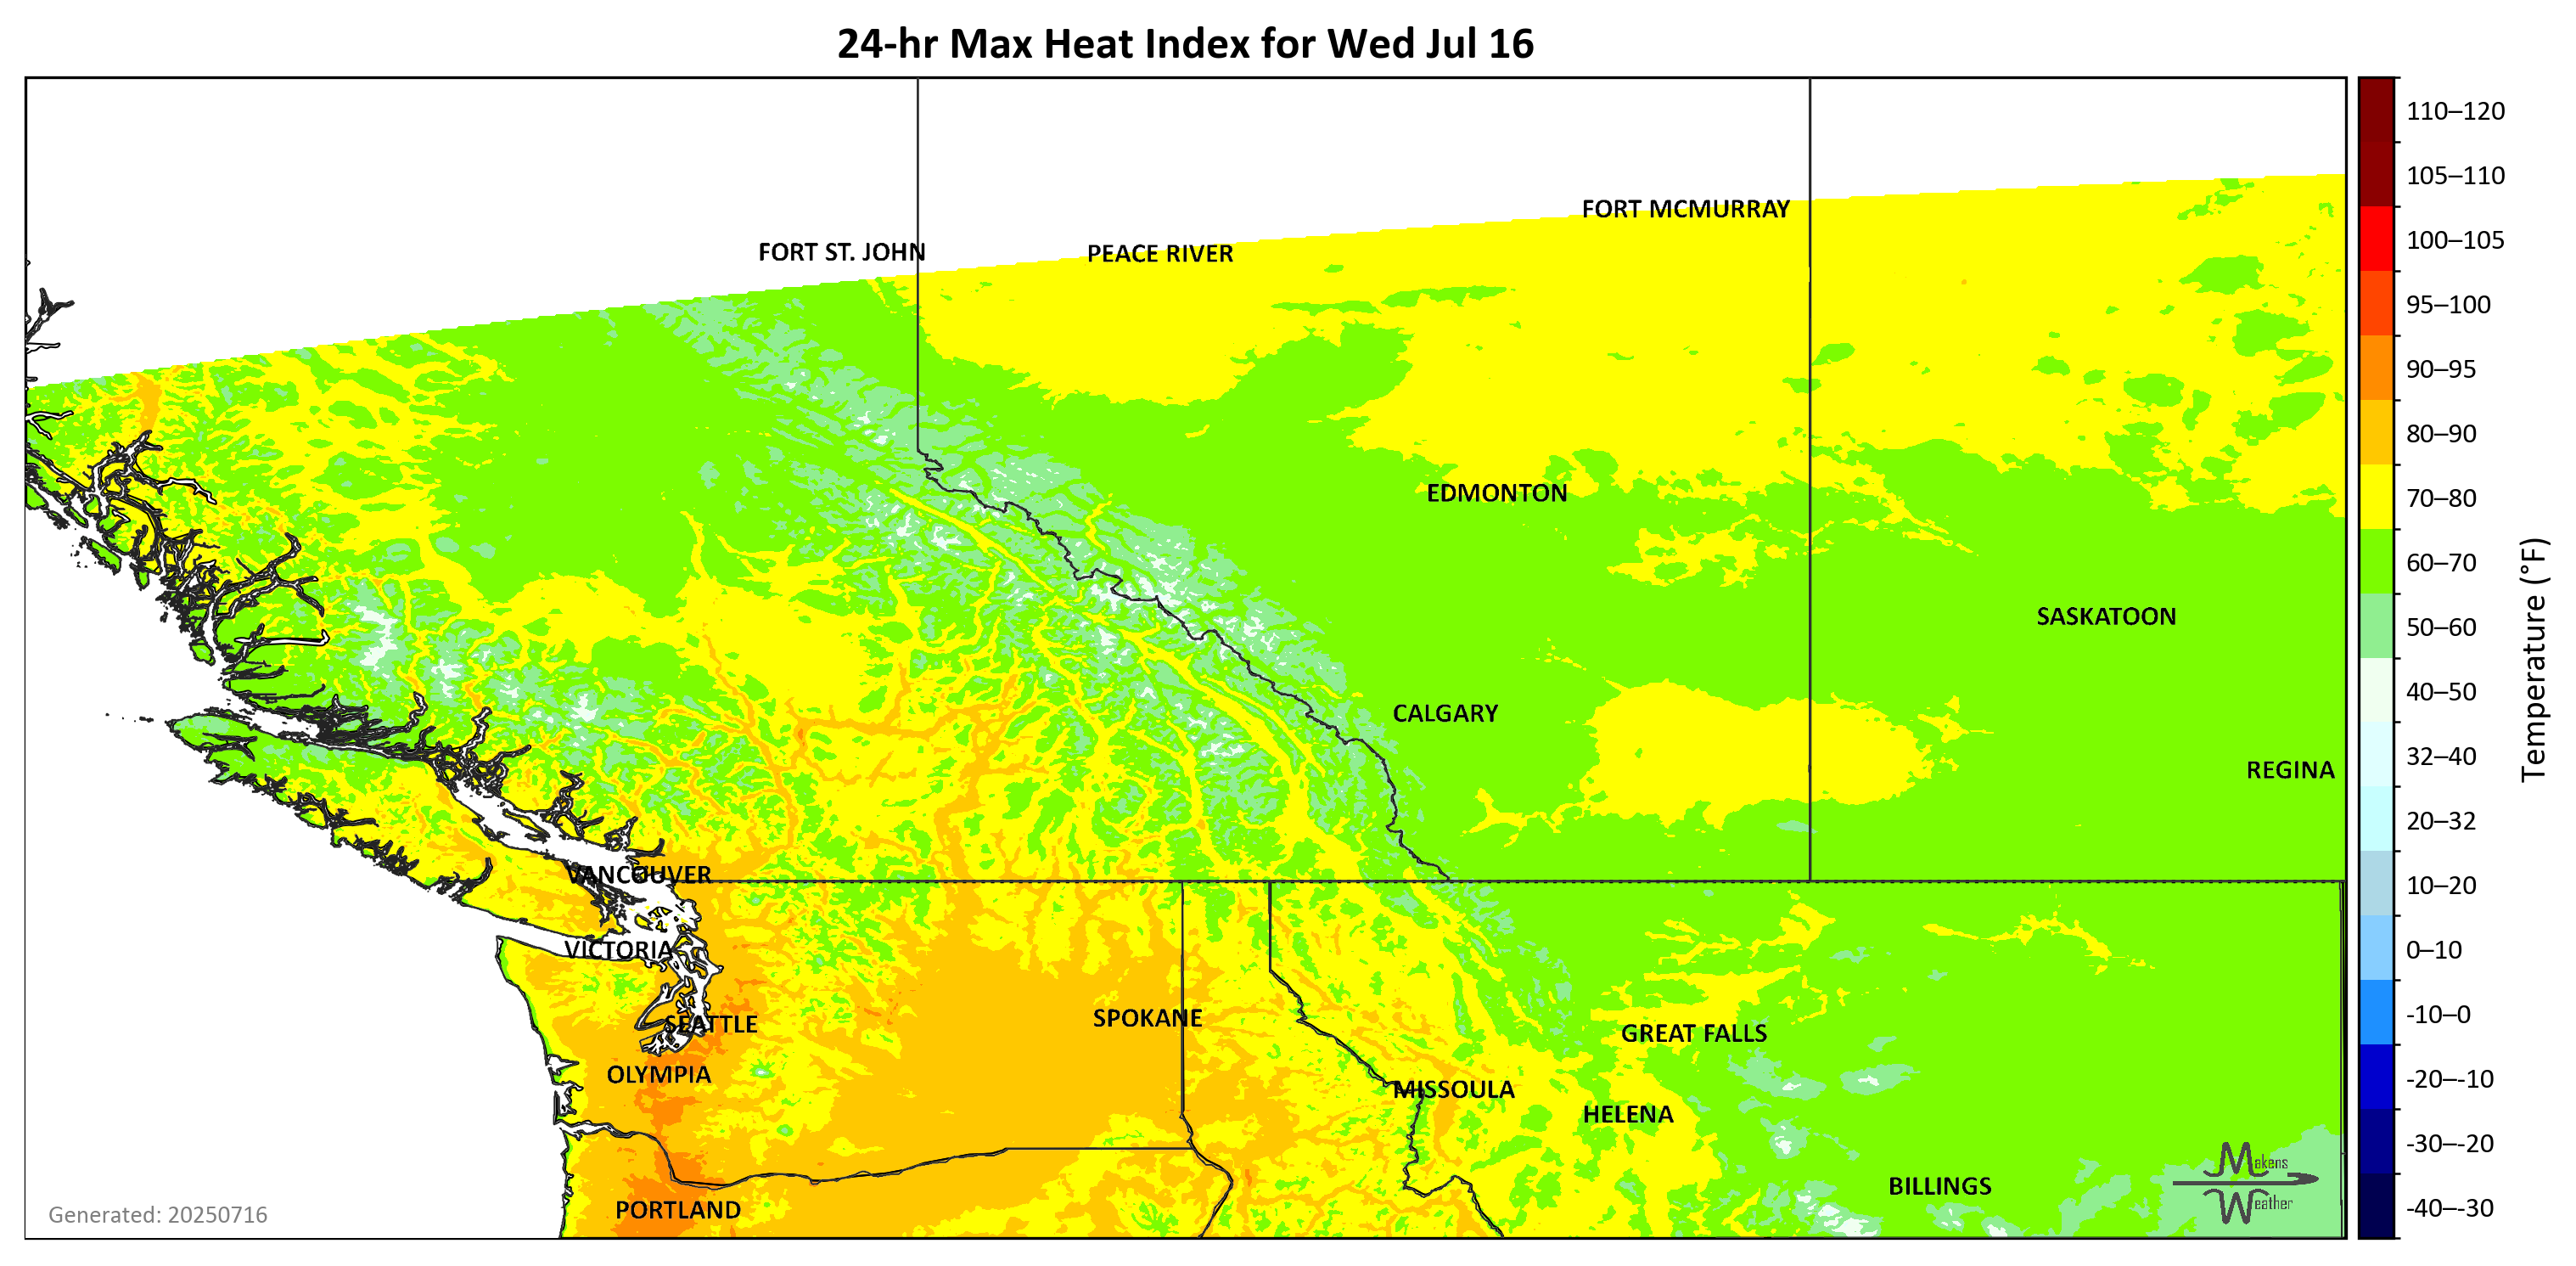 24-hr Max Heat Index for Wed Jul 16
110–120
105–110
100–105
95–100
90–95
80–90
70–80
60–70
50–60
40–50
32–40
20–32
10–20
0–10
-10–0
-20–-10
-30–-20
-40–-30
Temperature (°F)
FORT MCMURRAY
FORT ST. JOHN
PEACE RIVER
EDMONTON
SASKATOON
CALGARY
REGINA
VANCOUVER
VICTORIA
SPOKANE
SEATTLE
GREAT FALLS
OLYMPIA
MISSOULA
HELENA
BILLINGS
PORTLAND
Makens
Weather
Generated: 20250716